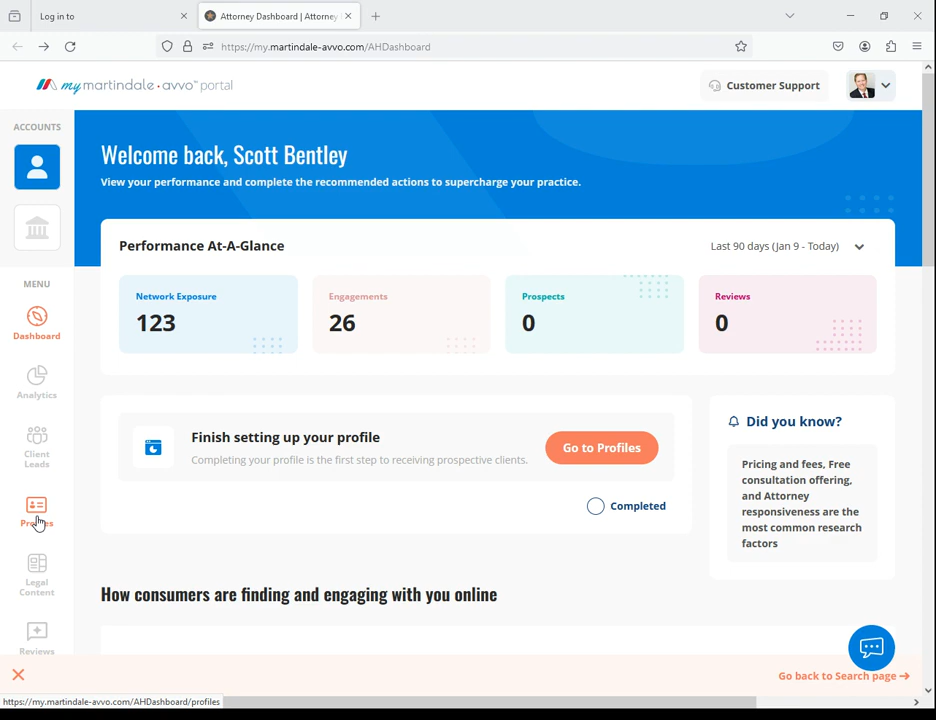 Log in to
Attorney Dashboard | Attorney
https://my.martindale-avvo.com/AHDashboard
my martindale·avvo™ portal
Customer Support
ACCOUNTS
MENU
Dashboard
Analytics
Client
Leads
Profiles
Legal
Content
Reviews
Welcome back, Scott Bentley
View your performance and complete the recommended actions to supercharge your practice.
Performance At-A-Glance
Last 90 days (Jan 9 - Today)
Network Exposure
123
Engagements
26
Prospects
0
Reviews
0
Finish setting up your profile
Completing your profile is the first step to receiving prospective clients.
Go to Profiles
Completed
Did you know?
Pricing and fees, Free
consultation offering,
and Attorney
responsiveness are the
most common research
factors
How consumers are finding and engaging with you online
Go back to Search page →
https://my.martindale-avvo.com/AHDashboard/profiles